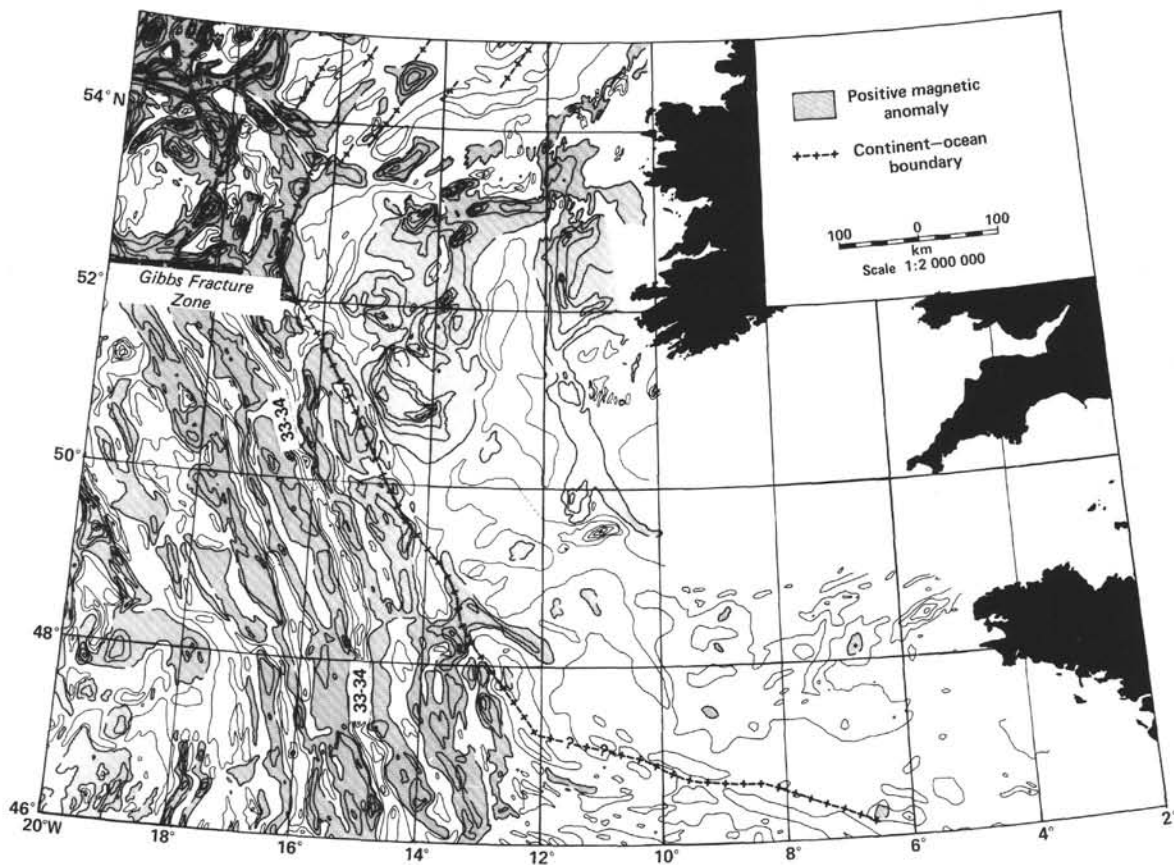 54°N
52°
50°
48°
46°
20°W
18°
16°
14°
12°
10°
8°
6°
4°
2°
Gibbs Fracture
Zone
33-34
33-34
?
?
Positive magnetic
anomaly
Continent—ocean
boundary
100
0
100
km
Scale 1:2 000 000